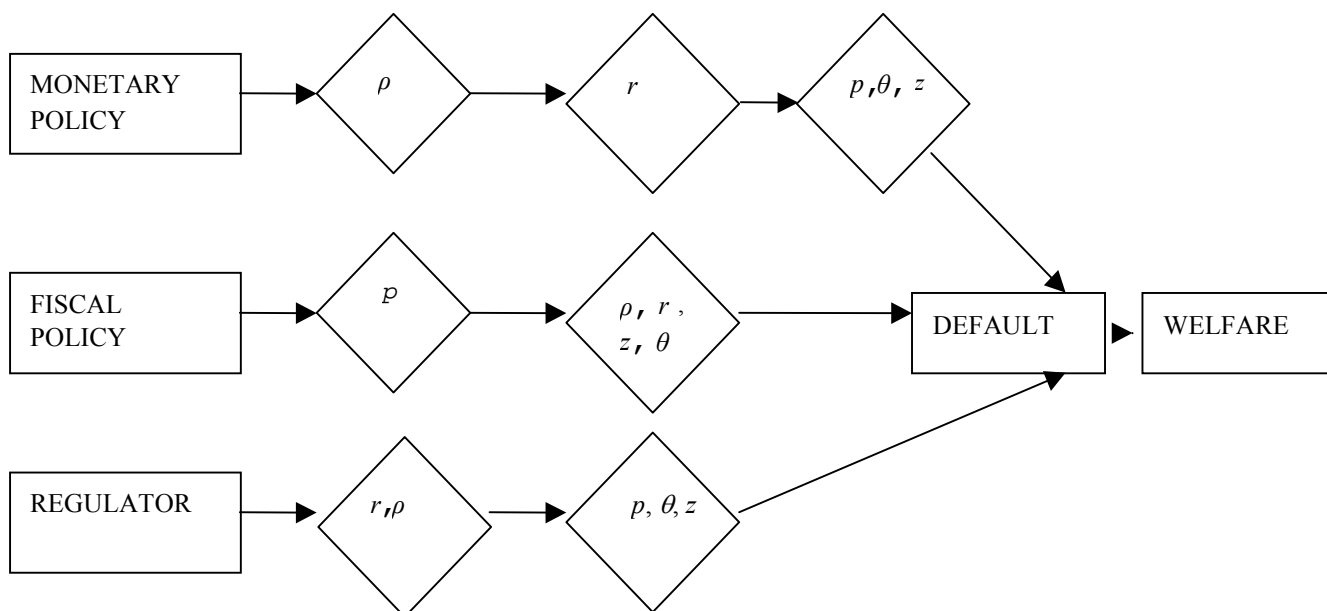 MONETARY
POLICY
ρ
r
p,θ, z
FISCAL
POLICY
p
ρ, r ,
z, θ
DEFAULT
WELFARE
REGULATOR
r,ρ
p, θ, z